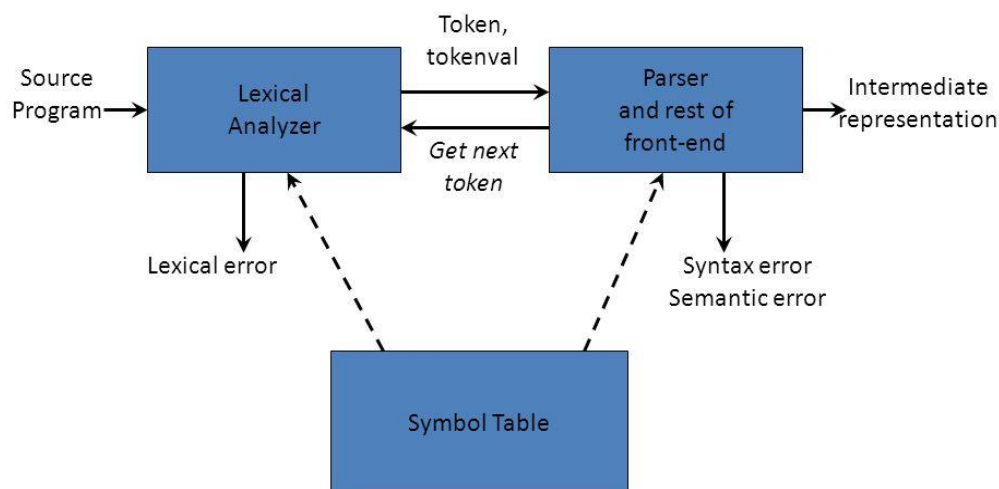 Token,
tokenval
Source
Program
Lexical
Analyzer
Parser
and rest of
front-end
Intermediate
representation
Get next
token
Lexical error
Syntax error
Semantic error
Symbol Table